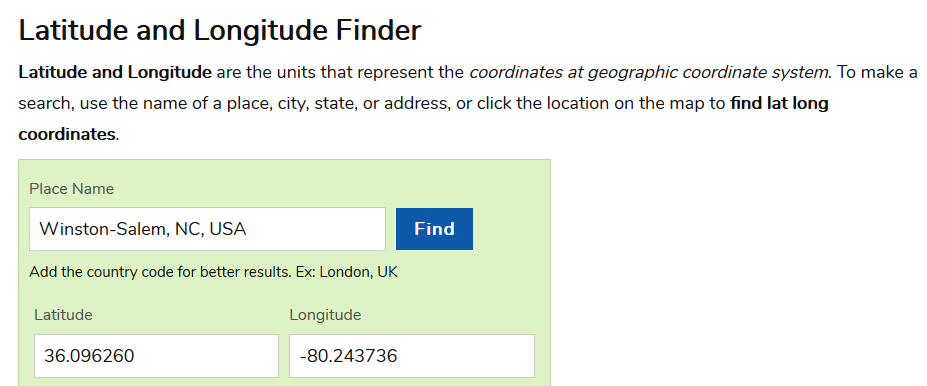 Latitude and Longitude Finder
Latitude and Longitude are the units that represent the coordinates at geographic coordinate system. To make a
search, use the name of a place, city, state, or address, or click the location on the map to find lat long
coordinates.
Place Name
Winston-Salem, NC, USA
Find
Add the country code for better results. Ex: London, UK
Latitude
Longitude
36.096260
-80.243736